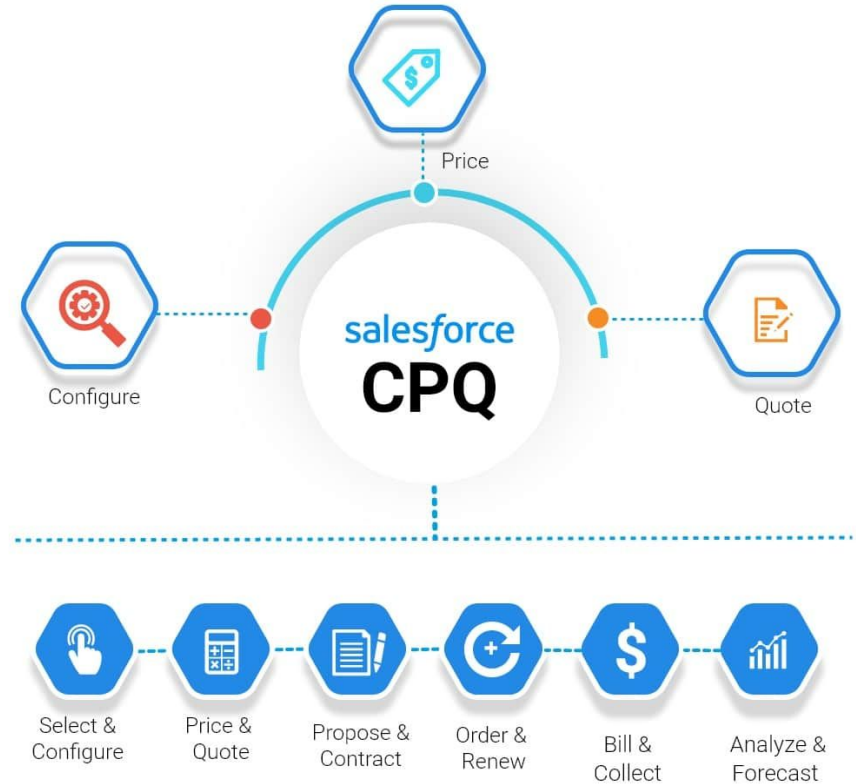 Price
Configure
Quote
salesforce
CPQ
Select &
Configure
Price &
Quote
Propose &
Contract
Order &
Renew
Bill &
Collect
Analyze &
Forecast